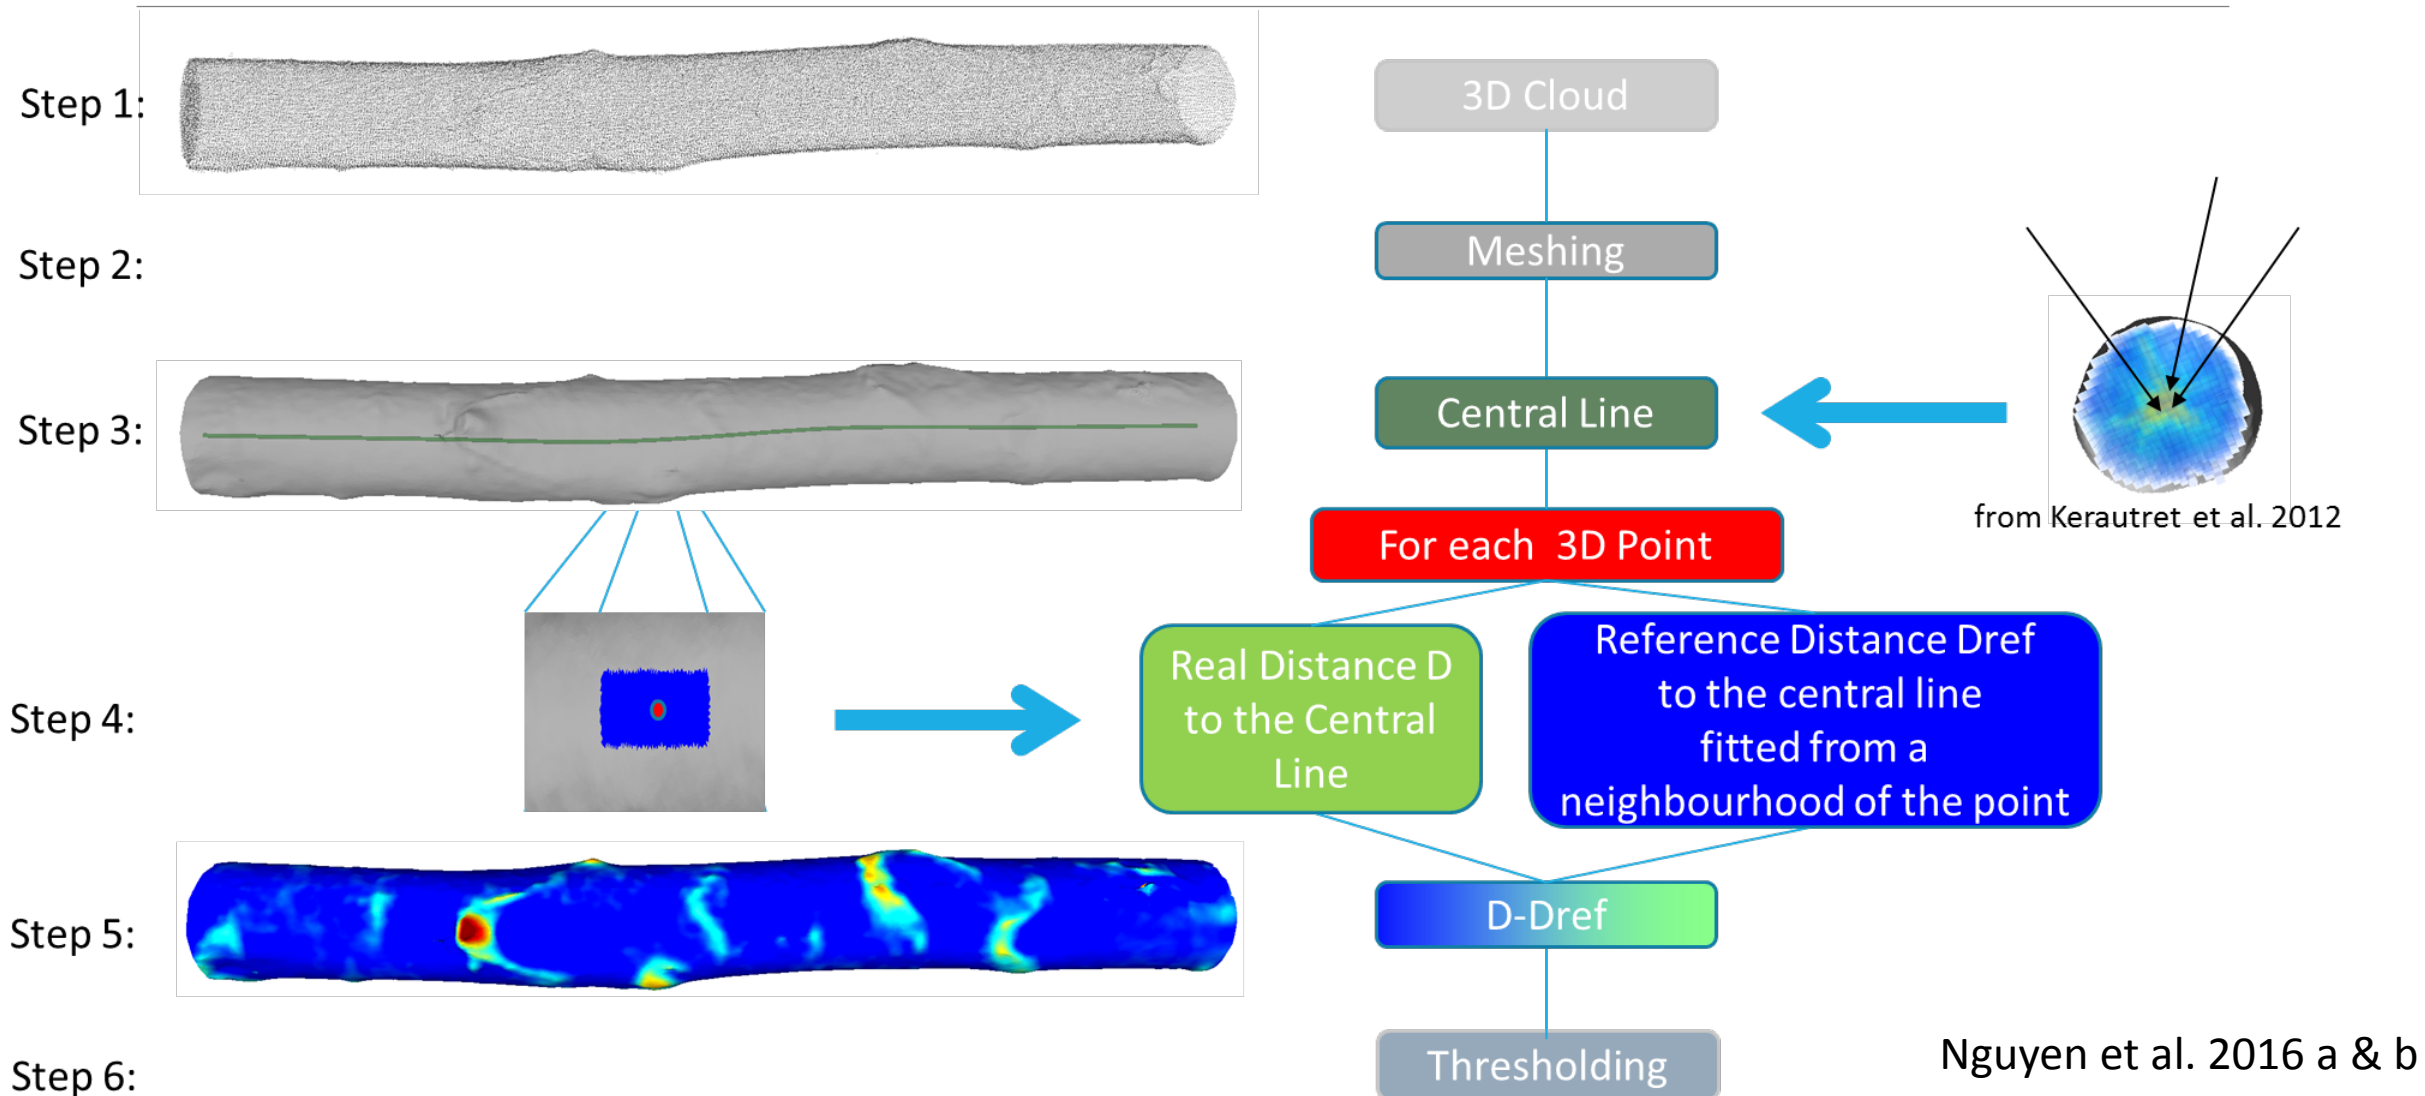 Step 1:
3D Cloud
Step 2:
Meshing
Step 3:
Central Line
from Kerautret et al. 2012
For each 3D Point
Step 4:
Real Distance D
to the Central
Line
Reference Distance Dref
to the central line
fitted from a
neighbourhood of the point
Step 5:
D-Dref
Step 6:
Thresholding
Nguyen et al. 2016 a & b